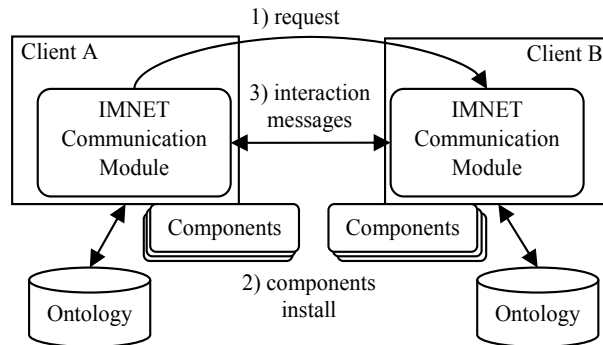 1) request
Client A
Client B
IMNET
Communication
Module
3) interaction
messages
IMNET
Communication
Module
Components
Components
2) components
install
Ontology
Ontology